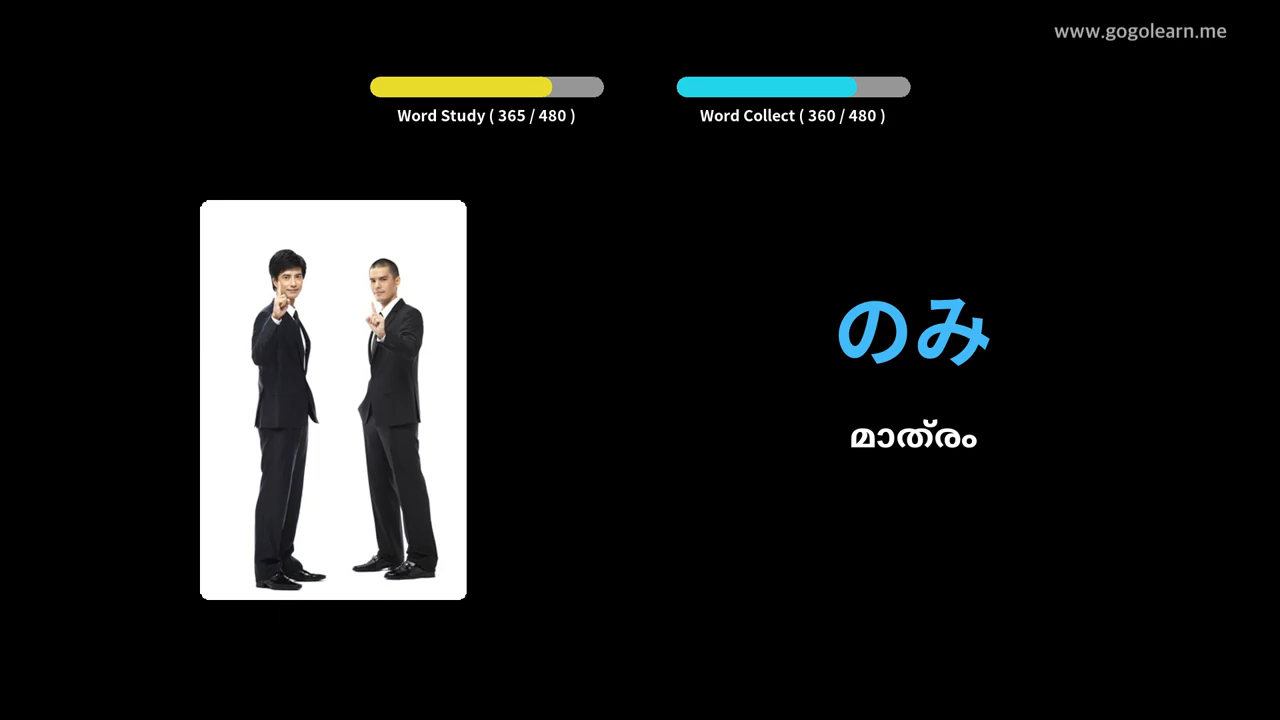 www.gogolearn.me
Word Study ( 365 / 480 )
Word Collect ( 360 / 480 )
のみ
മാത്രം